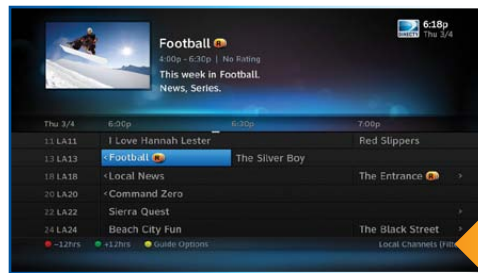 Football R
6:18p
DIRECTV Thu 3/4
4:00p - 6:30p | No Rating
This week in Football.
News, Series.
Thu 3/4 6:00p 6:30p 7:00p
11 LA11 I Love Hannah Lester Red Slippers
13 LA13 <Football R The Silver Boy
18 LA18 <Local News The Entrance R >
20 LA20 <Command Zero
22 LA22 Sierra Quest >
24 LA24 Beach City Fun The Black Street >
-12hrs +12hrs Guide Options Local Channels